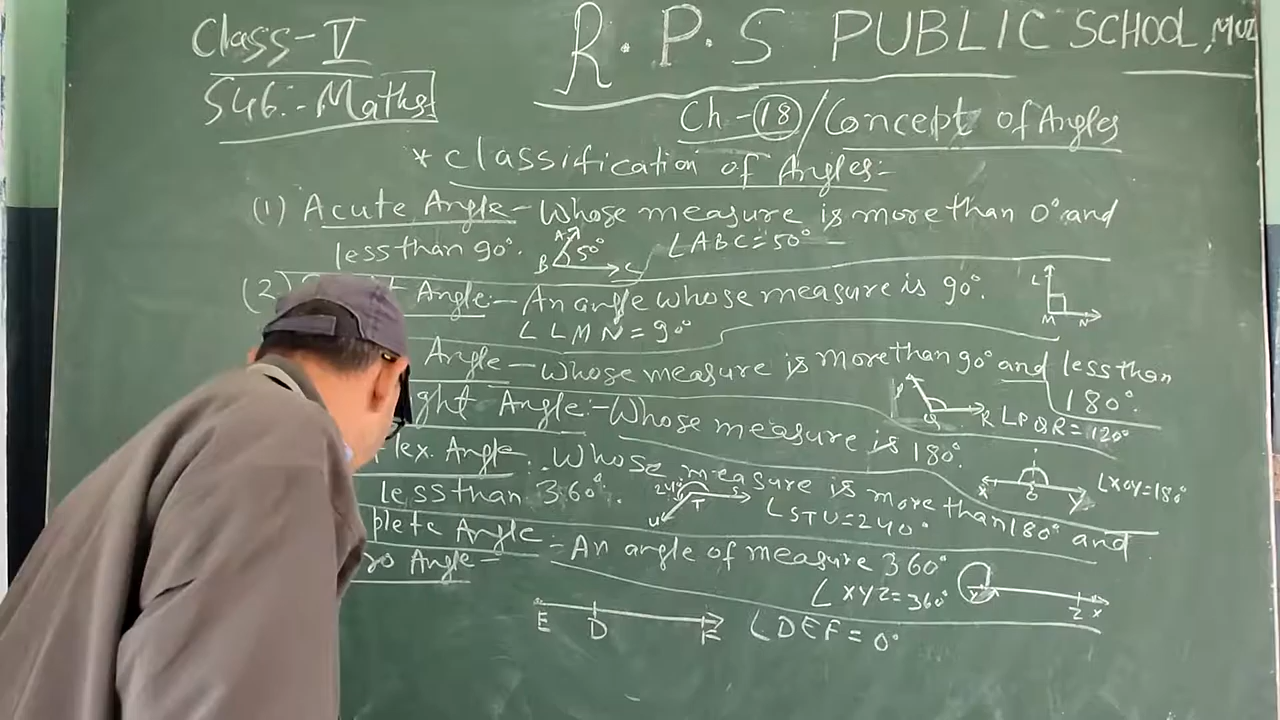 Class-V
R.P.S PUBLIC SCHOOL, MUZ
Sub:- Maths
Ch-18/Concept of Angles
* Classification of Angles:-
(1) Acute Angle - Whose measure is more than 0° and
less than 90°. A 50° B C ∠ABC=50°
(2) Angle:- An angle whose measure is 90°. L M N
∠LMN=90°
Angle - Whose measure is more than 90° and less than
180°.
P Q R ∠PQR=120°
ght Angle:- Whose measure is 180°.
X O Y ∠XOY=180°
lex Angle:- Whose measure is more than 180° and
less than 360°. 240° S T U ∠STU=240°
plete Angle:- An angle of measure 360°
∠XYZ=360° Y Z X
ro Angle-
E D F ∠DEF=0°